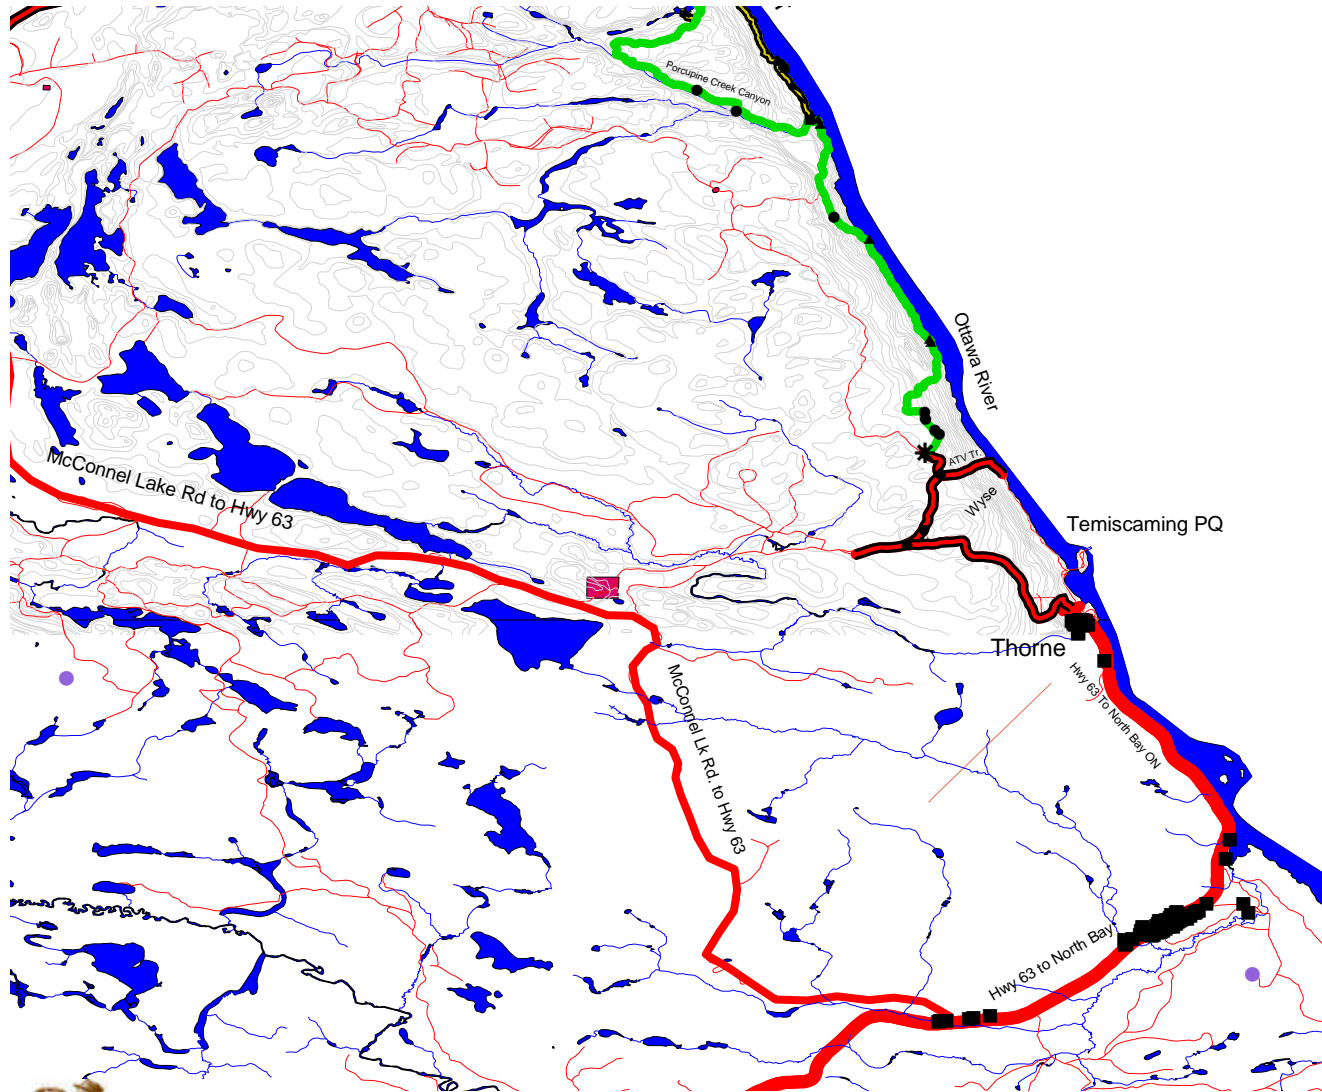 Porcupine Creek Canyon
Ottawa River
McConnel Lake Rd to Hwy 63
ATV Tr.
Wyse
Temiscaming PQ
Thorne
Hwy 63 To North Bay ON
McConnel Lk Rd. to Hwy 63
Hwy 63 to North Bay